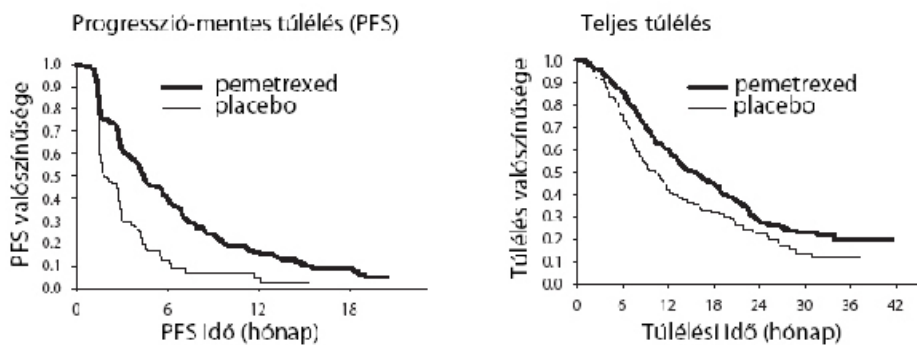 Progresszió-mentes túlélés (PFS)
PFS valószínűsége
1.0
0.9
0.8
0.7
0.6
0.5
0.4
0.3
0.2
0.1
0.0
pemetrexed
placebo
0 6 12 18
PFS Idő (hónap)
Teljes túlélés
Túlélés valószínűsége
1.0
0.9
0.8
0.7
0.6
0.5
0.4
0.3
0.2
0.1
0.0
pemetrexed
placebo
0 6 12 18 24 30 36 42
Túlélési Idő (hónap)